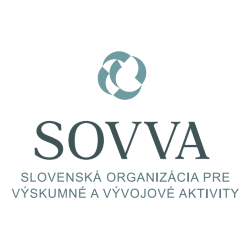 SOVVA
SLOVENSKÁ ORGANIZÁCIA PRE
VÝSKUMNÉ A VÝVOJOVÉ AKTIVITY